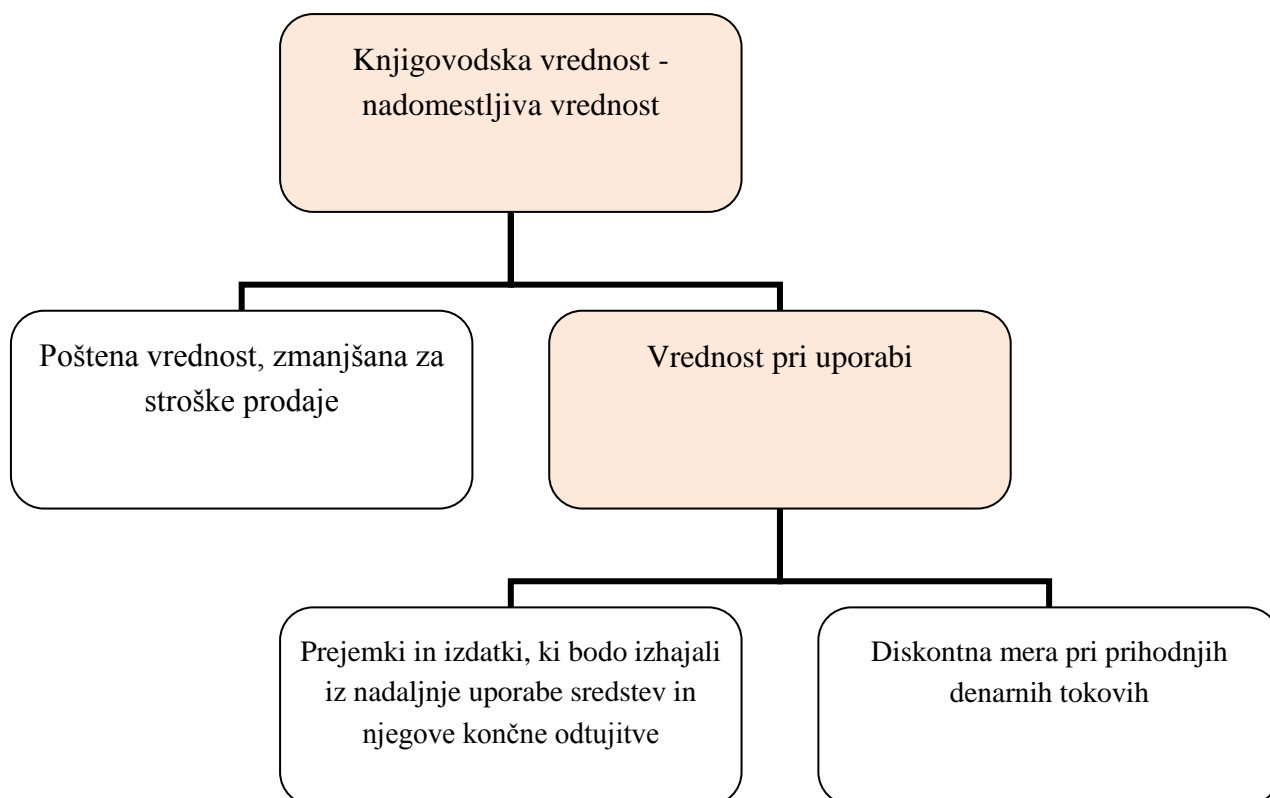 Knjigovodska vrednost -
nadomestljiva vrednost
Poštena vrednost, zmanjšana za
stroške prodaje
Vrednost pri uporabi
Prejemki in izdatki, ki bodo izhajali
iz nadaljnje uporabe sredstev in
njegove končne odtujitve
Diskontna mera pri prihodnjih
denarnih tokovih